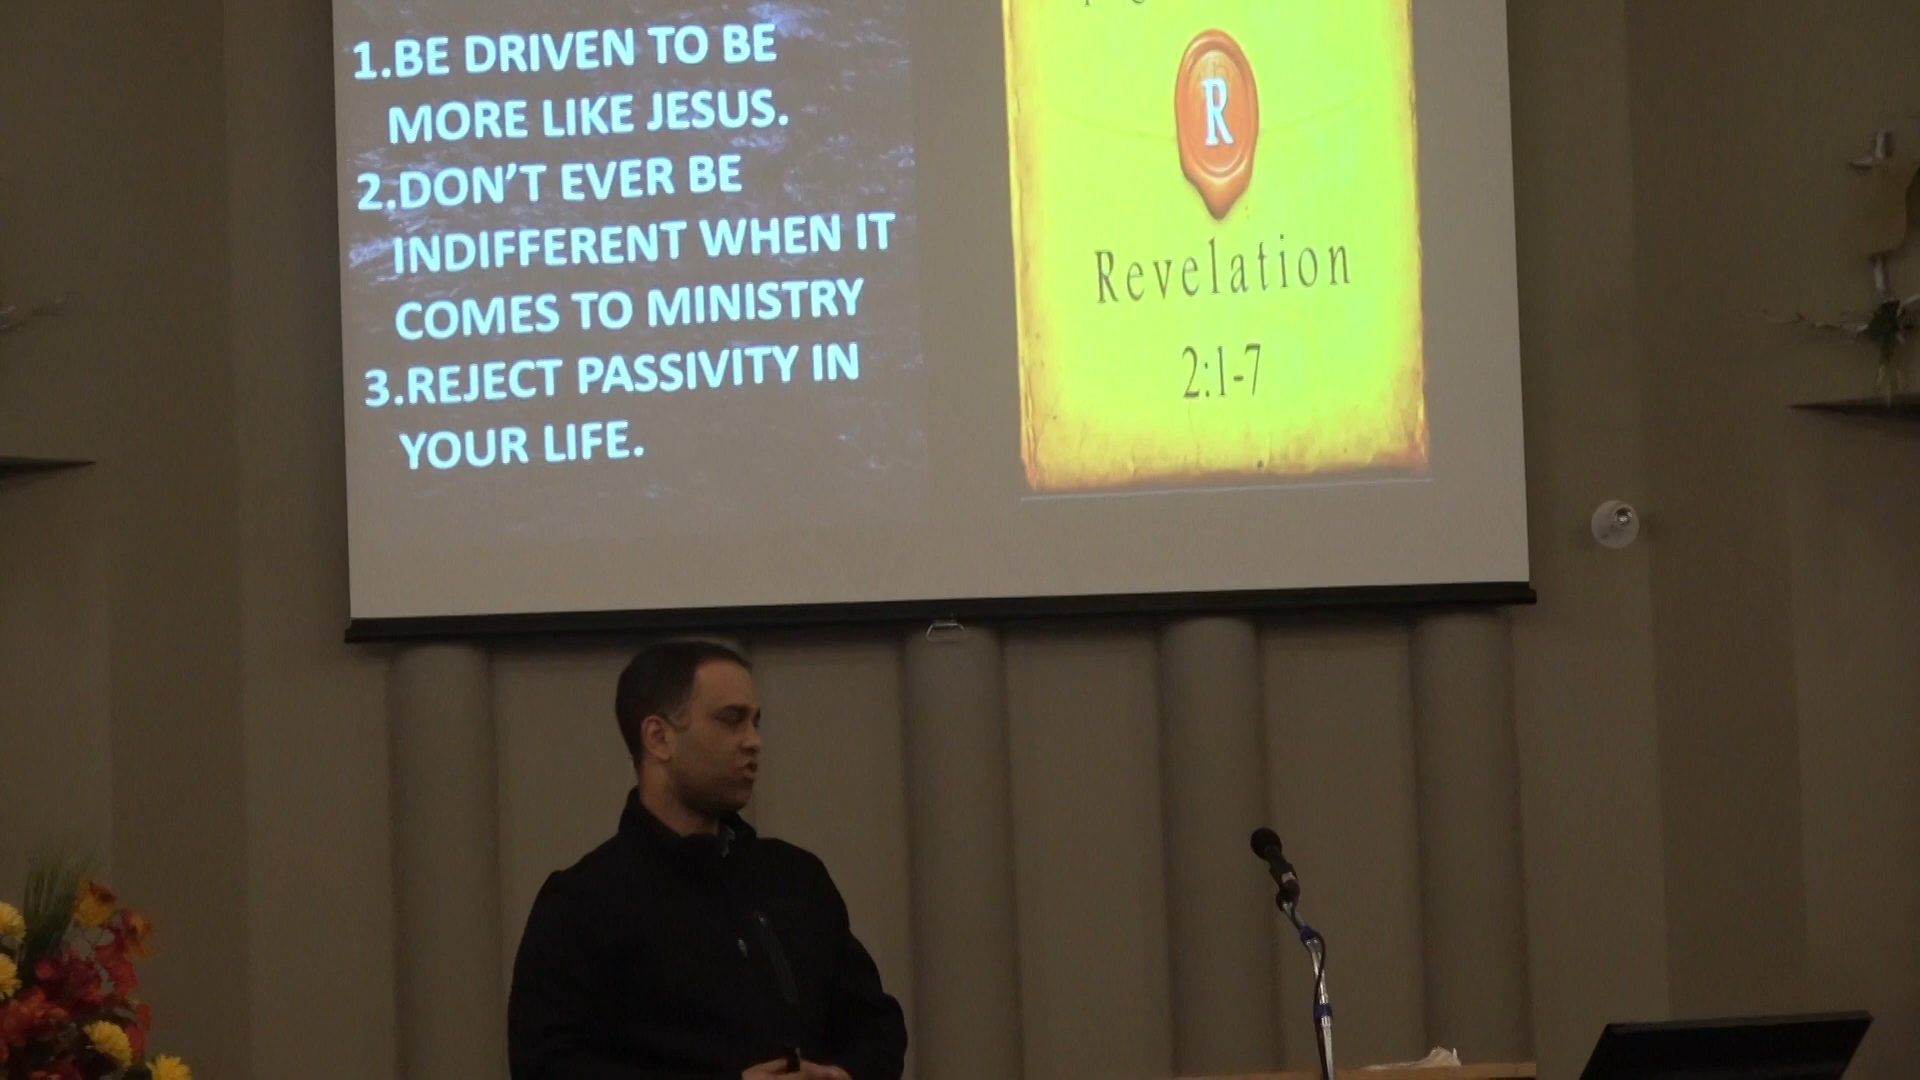 1.BE DRIVEN TO BE
MORE LIKE JESUS.
2.DON'T EVER BE
INDIFFERENT WHEN IT
COMES TO MINISTRY
3.REJECT PASSIVITY IN
YOUR LIFE.
R
Revelation
2:1-7